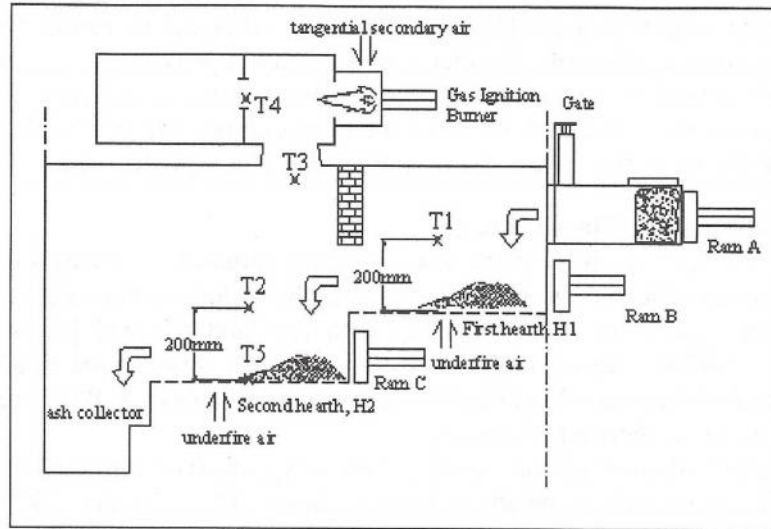 tangential secondary air
Gas Ignition
Burner
Gate
T4
T3
T1
Ram A
200mm
T2
Ram B
First hearth, H1
underfire air
200mm
T5
Ram C
ash collector
Second hearth, H2
underfire air